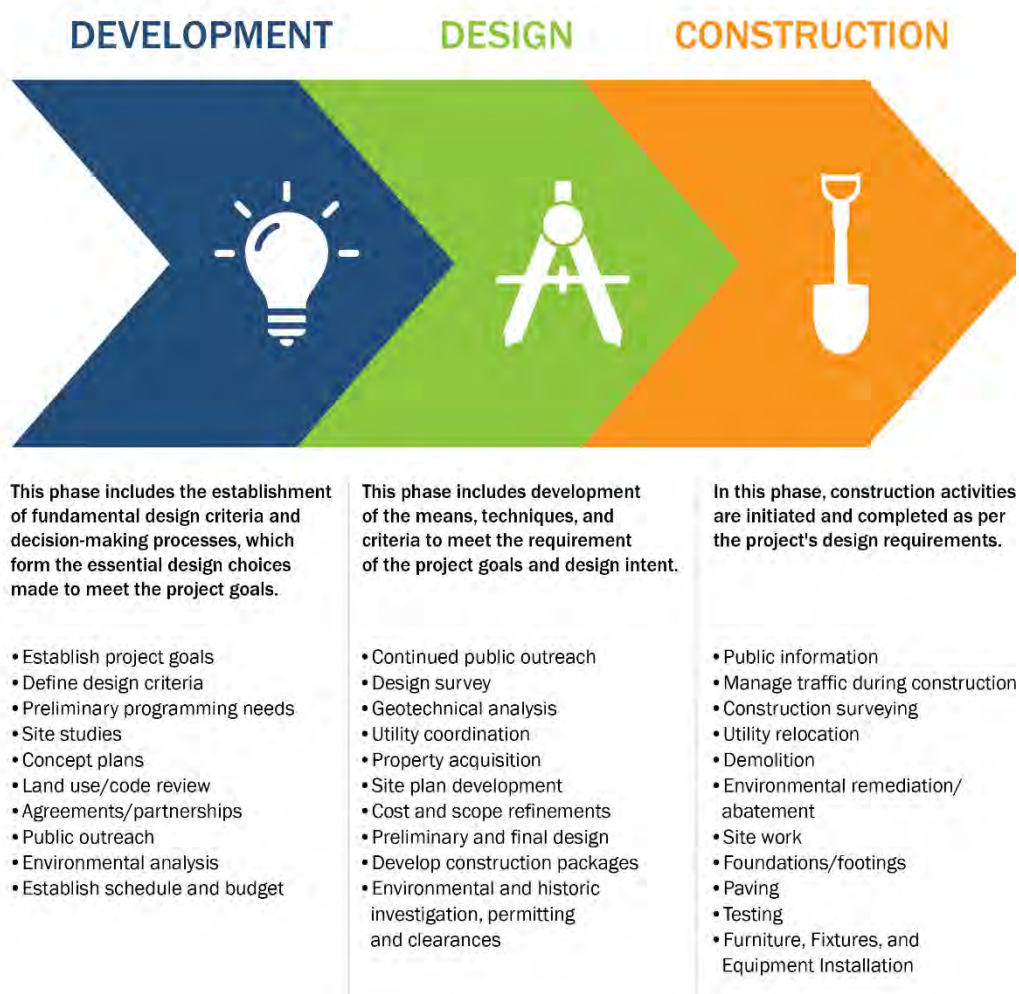 DEVELOPMENT
DESIGN
CONSTRUCTION
This phase includes the establishment
of fundamental design criteria and
decision-making processes, which
form the essential design choices
made to meet the project goals.
• Establish project goals
• Define design criteria
• Preliminary programming needs
• Site studies
• Concept plans
• Land use/code review
• Agreements/partnerships
• Public outreach
• Environmental analysis
• Establish schedule and budget
This phase includes development
of the means, techniques, and
criteria to meet the requirement
of the project goals and design intent.
• Continued public outreach
• Design survey
• Geotechnical analysis
• Utility coordination
• Property acquisition
• Site plan development
• Cost and scope refinements
• Preliminary and final design
• Develop construction packages
• Environmental and historic
investigation, permitting
and clearances
In this phase, construction activities
are initiated and completed as per
the project's design requirements.
• Public information
• Manage traffic during construction
• Construction surveying
• Utility relocation
• Demolition
• Environmental remediation/
abatement
• Site work
• Foundations/footings
• Paving
• Testing
• Furniture, Fixtures, and
Equipment Installation